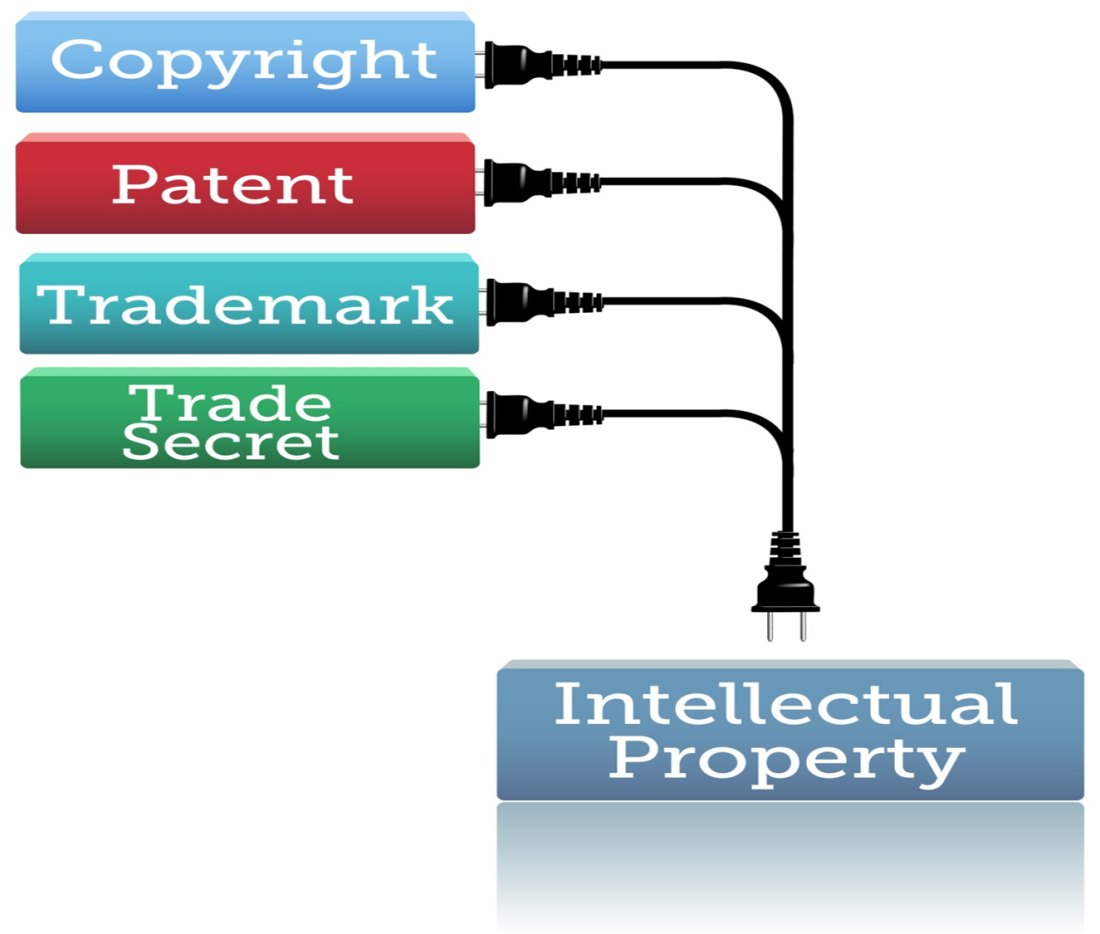 Copyright
Patent
Trademark
Trade
Secret
Intellectual
Property